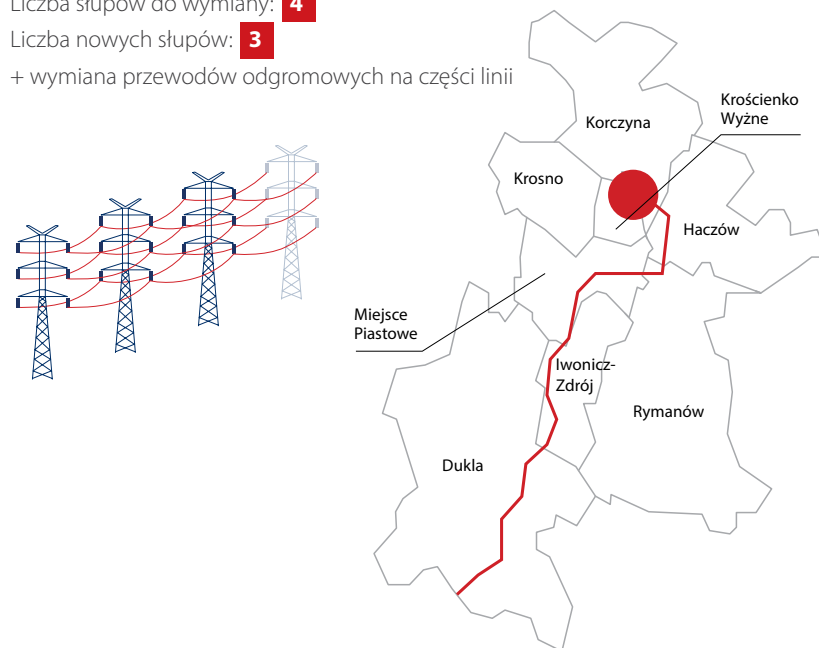 Liczba słupów do wymiany: 4
Liczba nowych słupów: 3
+ wymiana przewodów odgromowych na części linii
Krościenko
Wyżne
Korczyna
Krosno
Haczów
Miejsce
Piastowe
Iwonicz-
Zdrój
Rymanów
Dukla